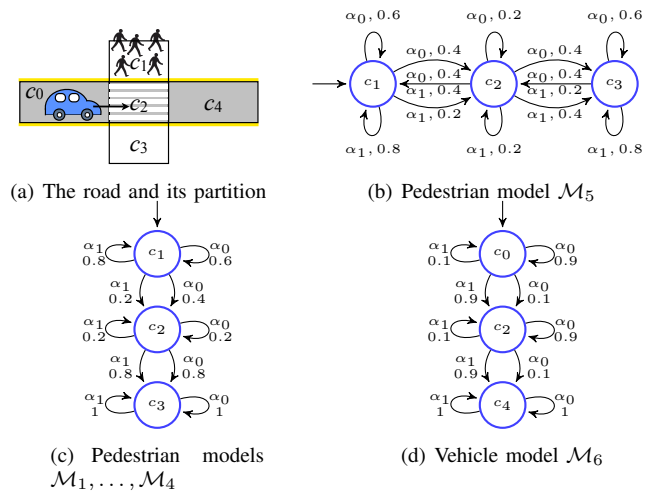 c₁
c₀
c₂
c₄
c₃
(a) The road and its partition
α₀, 0.6
α₀, 0.2
α₀, 0.6
α₀, 0.4
α₀, 0.4
c₁
α₀, 0.4
c₂
α₀, 0.4
c₃
α₁, 0.4
α₁, 0.2
α₁, 0.2
α₁, 0.4
α₁, 0.8
α₁, 0.2
α₁, 0.8
(b) Pedestrian model ℳ₅
c₁
α₁ 0.8
α₀ 0.6
α₁ 0.2
α₀ 0.4
c₂
α₁ 0.2
α₀ 0.2
α₁ 0.8
α₀ 0.8
c₃
α₁ 1
α₀ 1
(c) Pedestrian models
ℳ₁, . . . , ℳ₄
c₀
α₁ 0.1
α₀ 0.9
α₁ 0.9
α₀ 0.1
c₂
α₁ 0.1
α₀ 0.9
α₁ 0.9
α₀ 0.1
c₄
α₁ 1
α₀ 1
(d) Vehicle model ℳ₆